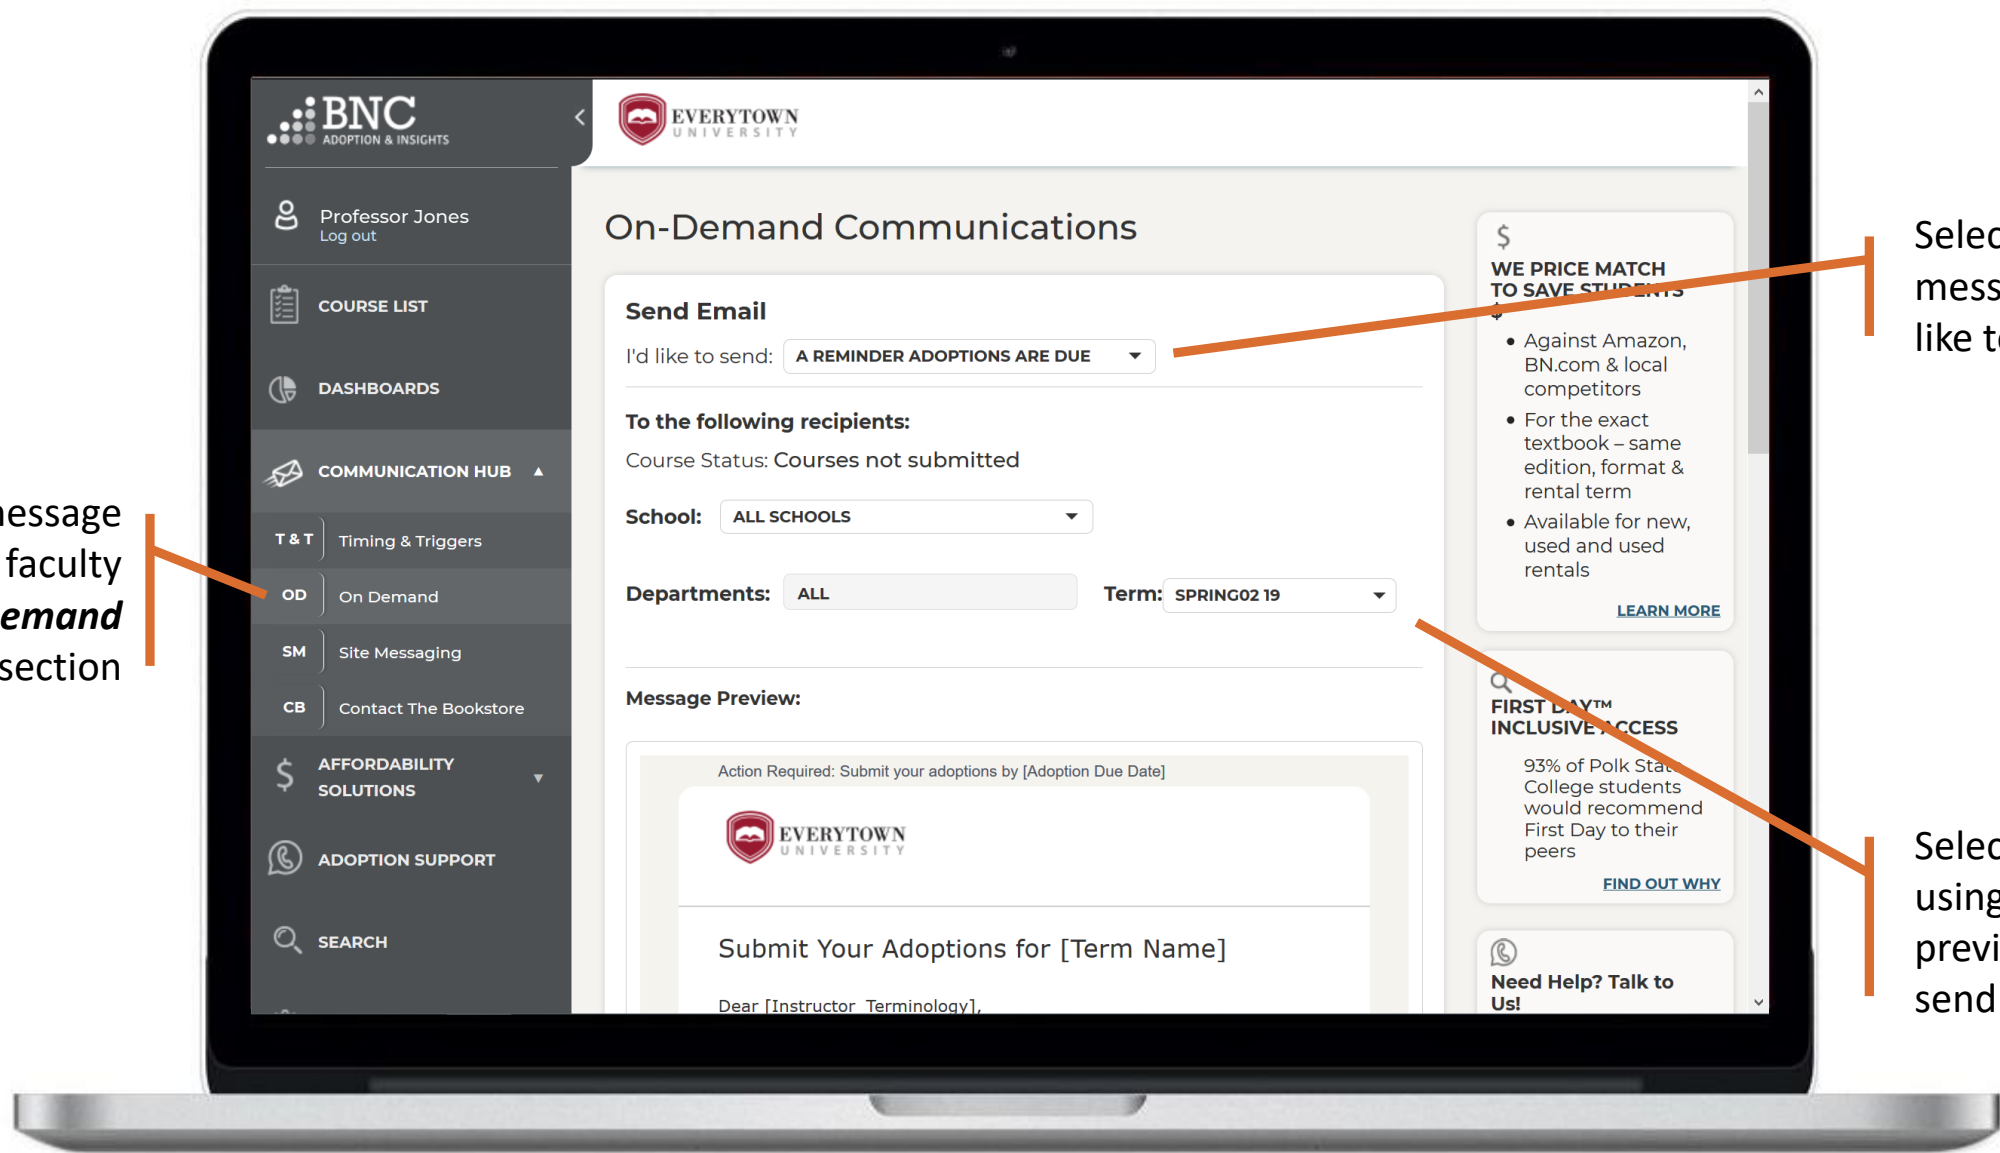 BNC
ADOPTION & INSIGHTS
Professor Jones
Log out
COURSE LIST
DASHBOARDS
COMMUNICATION HUB
T & T Timing & Triggers
OD On Demand
SM Site Messaging
CB Contact The Bookstore
AFFORDABILITY
SOLUTIONS
ADOPTION SUPPORT
SEARCH
EVERYTOWN
UNIVERSITY
On-Demand Communications
Send Email
I'd like to send: A REMINDER ADOPTIONS ARE DUE
To the following recipients:
Course Status: Courses not submitted
School: ALL SCHOOLS
Departments: ALL Term: SPRING02 19
Message Preview:
Action Required: Submit your adoptions by [Adoption Due Date]
EVERYTOWN
UNIVERSITY
Submit Your Adoptions for [Term Name]
Dear [Instructor Terminology],
$
WE PRICE MATCH
TO SAVE STUDENTS
$
• Against Amazon,
BN.com & local
competitors
• For the exact
textbook – same
edition, format &
rental term
• Available for new,
used and used
rentals
LEARN MORE
FIRST DAY™
INCLUSIVE ACCESS
93% of Polk State
College students
would recommend
First Day to their
peers
FIND OUT WHY
Need Help? Talk to
Us!
faculty
section
like
using
send